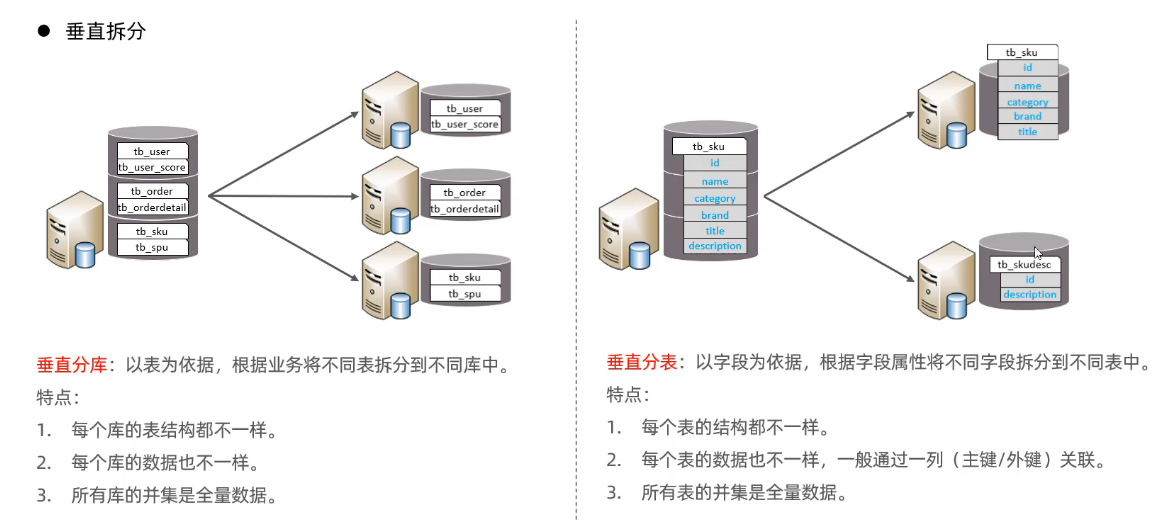 ● 垂直拆分
tb_user
tb_user_score
tb_order
tb_orderdetail
tb_sku
tb_spu
tb_user
tb_user_score
tb_order
tb_orderdetail
tb_sku
tb_spu
垂直分库：以表为依据，根据业务将不同表拆分到不同库中。
特点：
1. 每个库的表结构都不一样。
2. 每个库的数据也不一样。
3. 所有库的并集是全量数据。
tb_sku
id
name
category
brand
title
description
tb_sku
id
name
category
brand
title
tb_skudesc
id
description
垂直分表：以字段为依据，根据字段属性将不同字段拆分到不同表中。
特点：
1. 每个表的结构都不一样。
2. 每个表的数据也不一样，一般通过一列（主键/外键）关联。
3. 所有表的并集是全量数据。